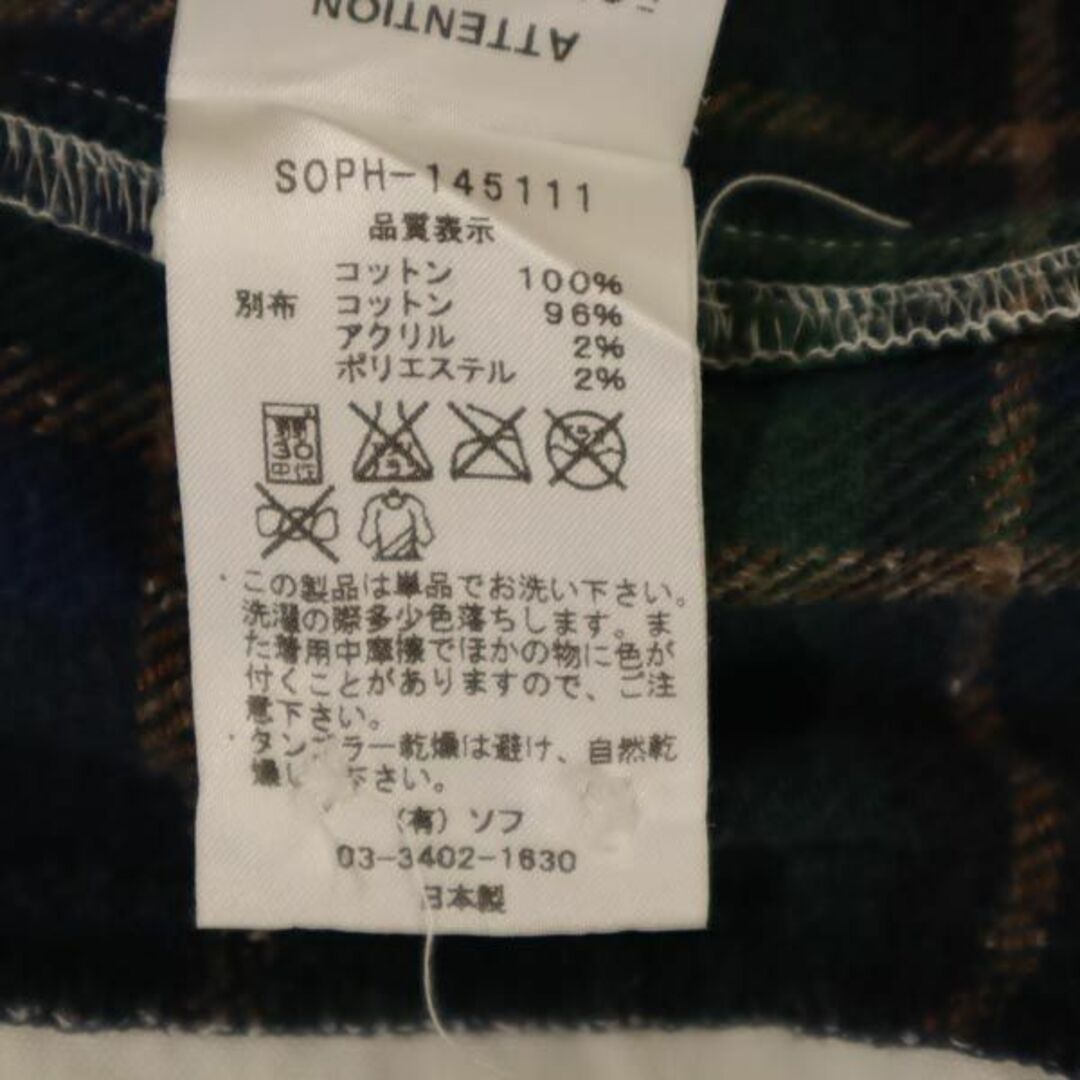 ATTENTION
SOPH-145111
品質表示
コットン 100%
別布 コットン 96%
アクリル 2%
ポリエステル 2%
30
中性
この製品は単品でお洗い下さい。
洗濯の際多少色落ちします。ま
た着用中摩擦でほかの物に色が
付くことがありますので、ご注
意下さい。
タンブラー乾燥は避け、自然乾
燥し下さい。
(有)ソフ
03-3402-1630
日本製